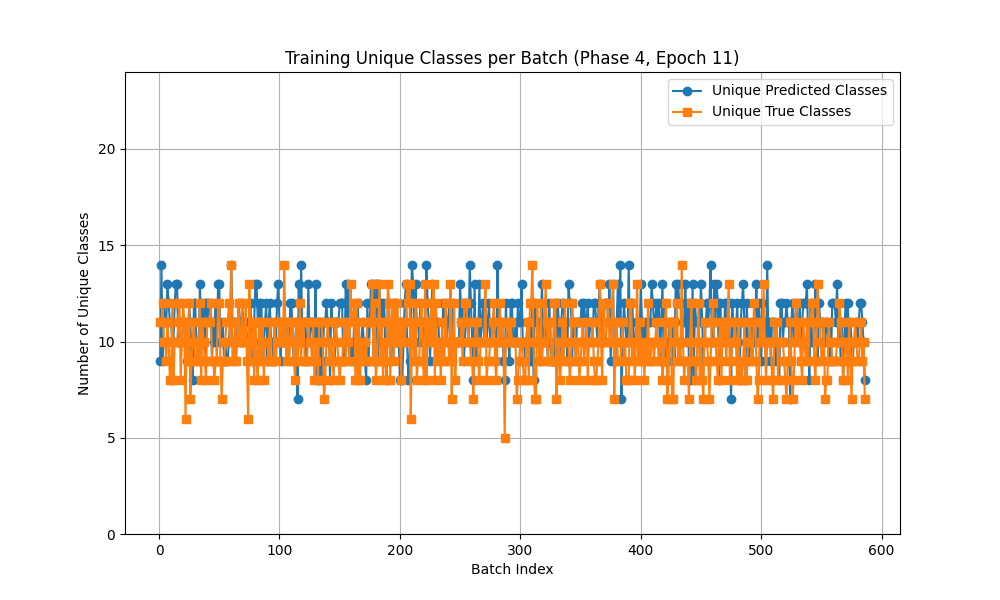 Training Unique Classes per Batch (Phase 4, Epoch 11)
Unique Predicted Classes
Unique True Classes
Number of Unique Classes
20
15
10
5
0
0 100 200 300 400 500 600
Batch Index